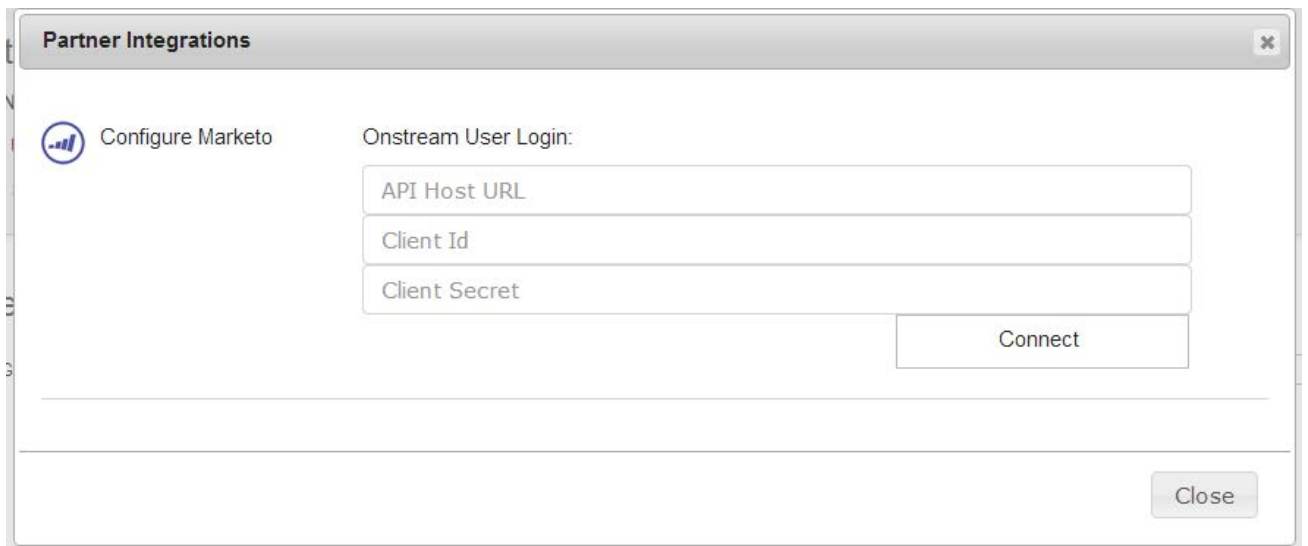 Partner Integrations
Configure Marketo
Onstream User Login:
API Host URL
Client Id
Client Secret
Connect
Close